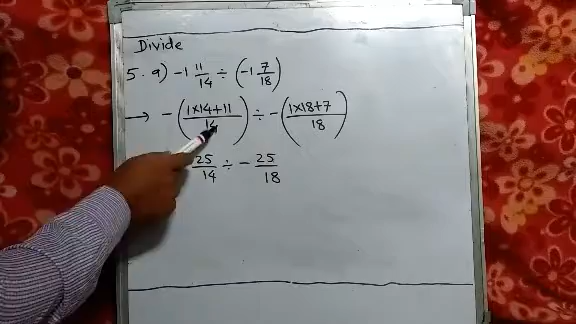 Divide
5. a) -1 11/14 ÷ (-1 7/18)
→ -(1×14+11/14) ÷ -(1×18+7/18)
25/14 ÷ - 25/18